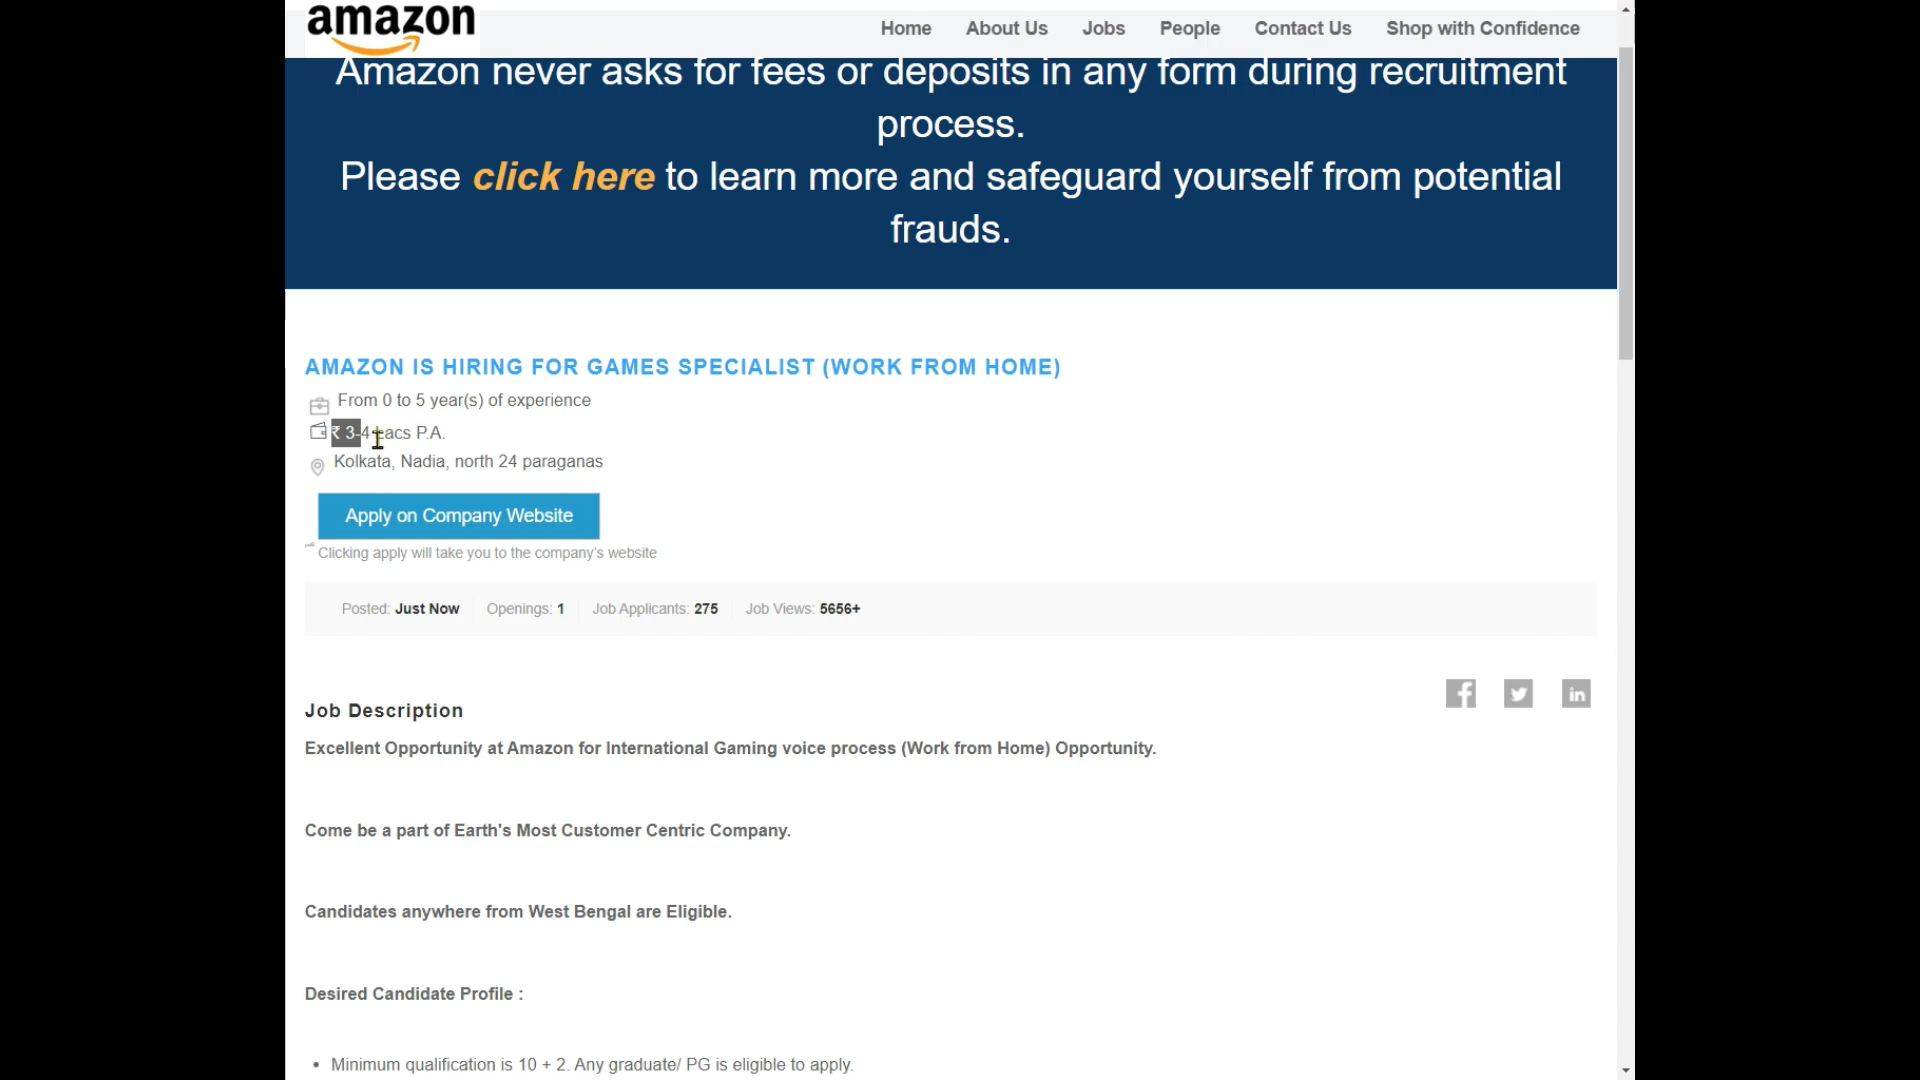 amazon
Home About Us Jobs People Contact Us Shop with Confidence
Amazon never asks for fees or deposits in any form during recruitment
process.
Please click here to learn more and safeguard yourself from potential
frauds.
AMAZON IS HIRING FOR GAMES SPECIALIST (WORK FROM HOME)
From 0 to 5 year(s) of experience
₹ 3-4 Lacs P.A.
Kolkata, Nadia, north 24 paraganas
Apply on Company Website
Clicking apply will take you to the company's website
Posted: Just Now Openings: 1 Job Applicants: 275 Job Views: 5656+
Job Description
Excellent Opportunity at Amazon for International Gaming voice process (Work from Home) Opportunity.
Come be a part of Earth's Most Customer Centric Company.
Candidates anywhere from West Bengal are Eligible.
Desired Candidate Profile :
• Minimum qualification is 10 + 2. Any graduate/ PG is eligible to apply.